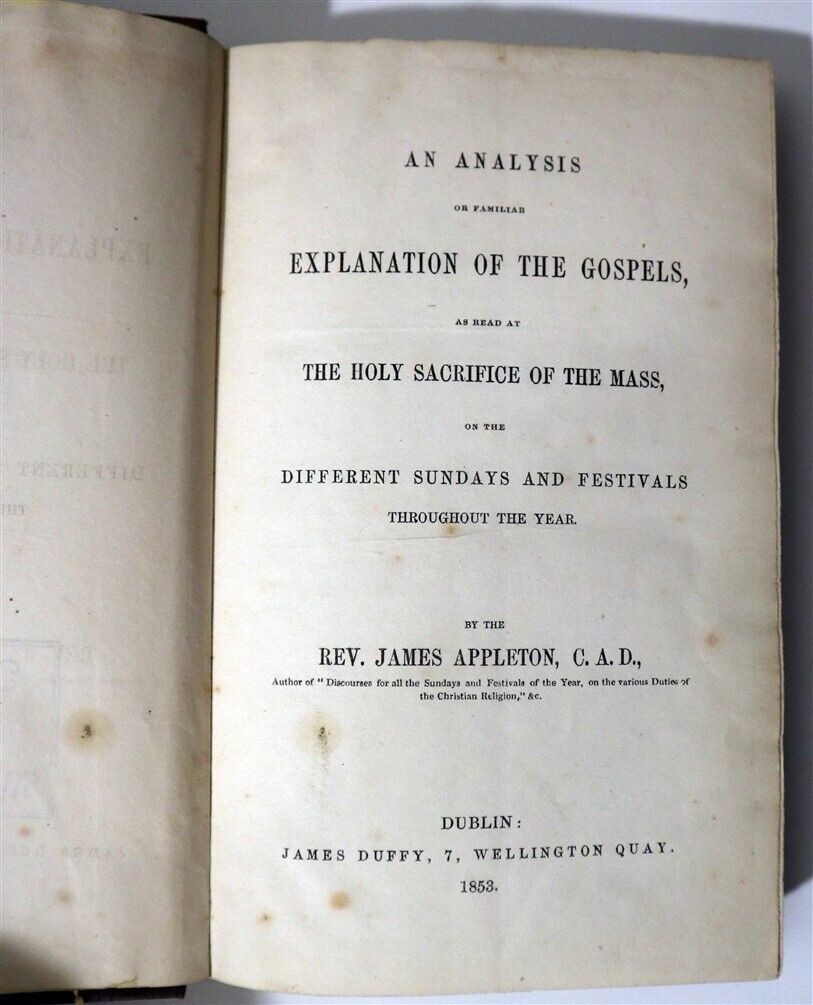 AN ANALYSIS
OR FAMILIAR
EXPLANATION OF THE GOSPELS,
AS READ AT
THE HOLY SACRIFICE OF THE MASS,
ON THE
DIFFERENT SUNDAYS AND FESTIVALS
THROUGHOUT THE YEAR.
BY THE
REV. JAMES APPLETON, C. A. D.,
Author of "Discourses for all the Sundays and Festivals of the Year, on the various Duties of
the Christian Religion," &c.
DUBLIN:
JAMES DUFFY, 7, WELLINGTON QUAY.
1853.